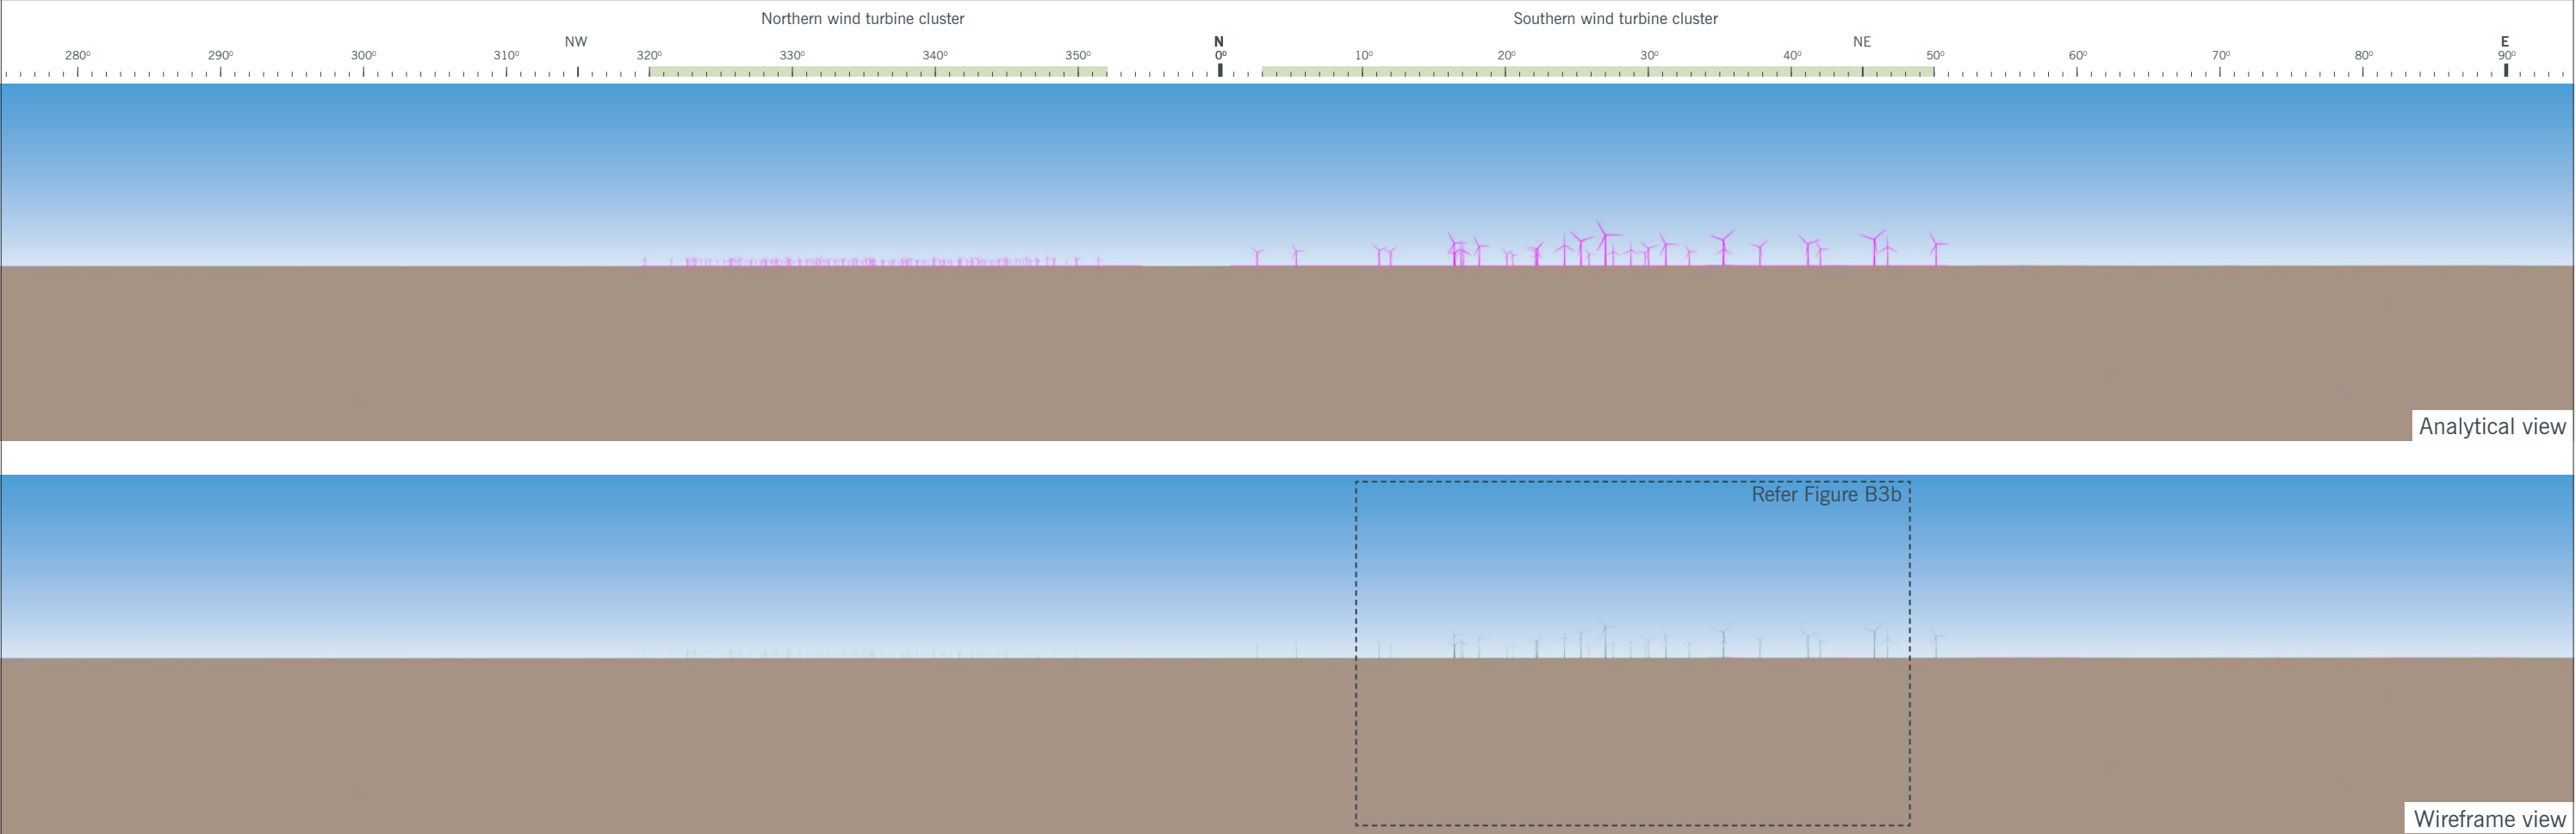 Northern wind turbine cluster Southern wind turbine cluster
NW N NE E
280° 290° 300° 310° 320° 330° 340° 350° 0° 10° 20° 30° 40° 50° 60° 70° 80° 90°
Analytical view
Refer Figure B3b
Wireframe view